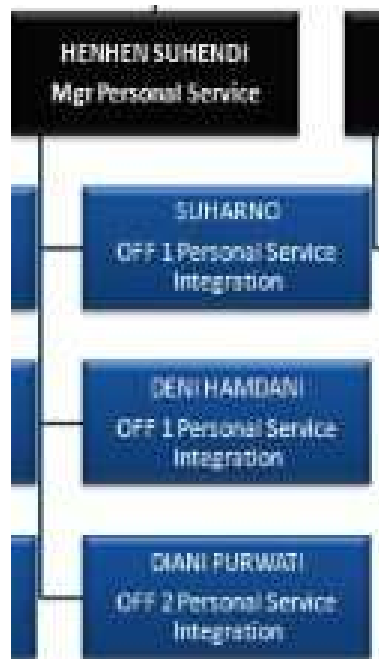 HENHEN SUHENDI
Mgr Personal Service
SUHARNO
OFF 1 Personal Service
Integration
DENI HAMDANI
OFF 1 Personal Service
Integration
DIANI PURWATI
OFF 2 Personal Service
Integration